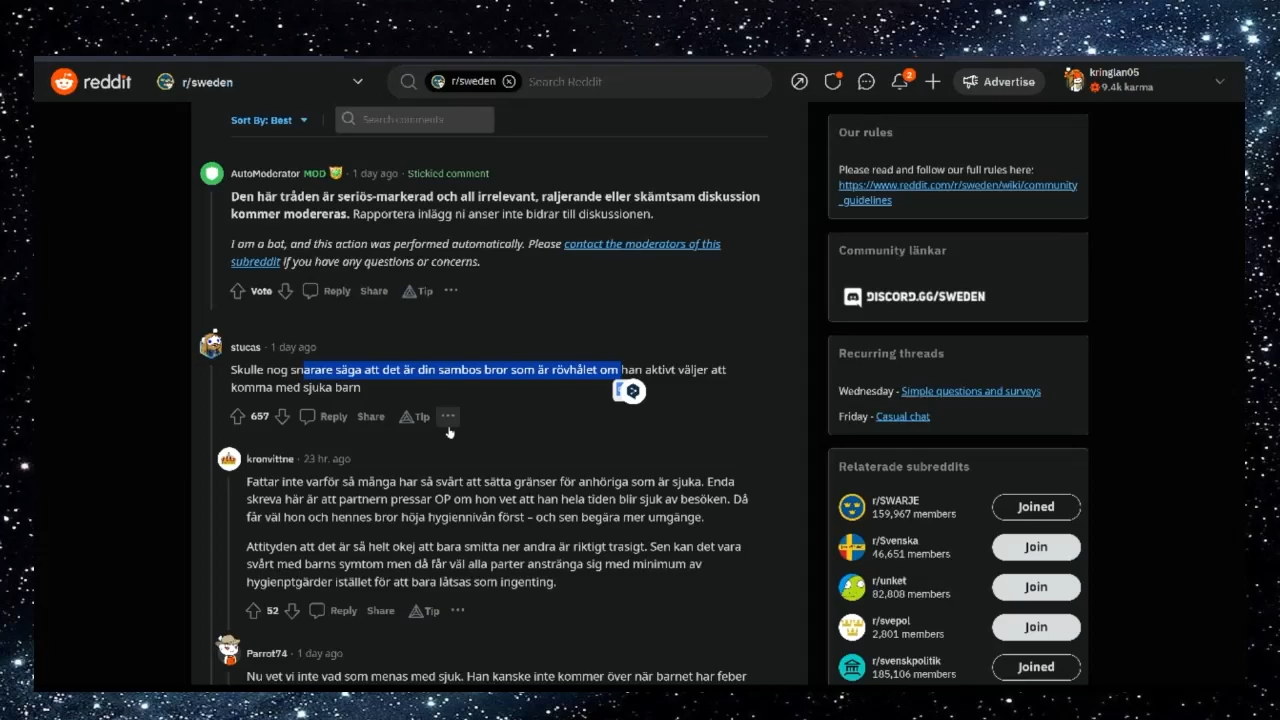 reddit r/sweden r/sweden Search Reddit 2 Advertise kringlan05
9.4k karma
Sort By: Best Search comments
AutoModerator MOD · 1 day ago · Stickied comment
Den här tråden är seriös-markerad och all irrelevant, raljerande eller skämtsam diskussion
kommer modereras. Rapportera inlägg ni anser inte bidrar till diskussionen.
I am a bot, and this action was performed automatically. Please contact the moderators of this
subreddit if you have any questions or concerns.
Vote Reply Share Tip ···
stucas · 1 day ago
Skulle nog snarare säga att det är din sambos bror som är rövhålet om han aktivt väljer att
komma med sjuka barn
657 Reply Share Tip ···
kronvittne · 23 hr. ago
Fattar inte varför så många har så svårt att sätta gränser för anhöriga som är sjuka. Enda
skreva här är att partnern pressar OP om hon vet att han hela tiden blir sjuk av besöken. Då
får väl hon och hennes bror höja hygiennivån först – och sen begära mer umgänge.
Attityden att det är så helt okej att bara smitta ner andra är riktigt trasigt. Sen kan det vara
svårt med barns symtom men då får väl alla parter anstränga sig med minimum av
hygienptgärder istället för att bara låtsas som ingenting.
52 Reply Share Tip ···
Parrot74 · 1 day ago
Nu vet vi inte vad som menas med sjuk. Han kanske inte kommer över när barnet har feber
Our rules
Please read and follow our full rules here:
https://www.reddit.com/r/sweden/wiki/community
_guidelines
Community länkar
DISCORD.GG/SWEDEN
Recurring threads
Wednesday - Simple questions and surveys
Friday - Casual chat
Relaterade subreddits
r/SWARJE
159,967 members Joined
r/Svenska
46,651 members Join
r/unket
82,808 members Join
r/svepol
2,801 members Join
r/svenskpolitik
185,106 members Joined